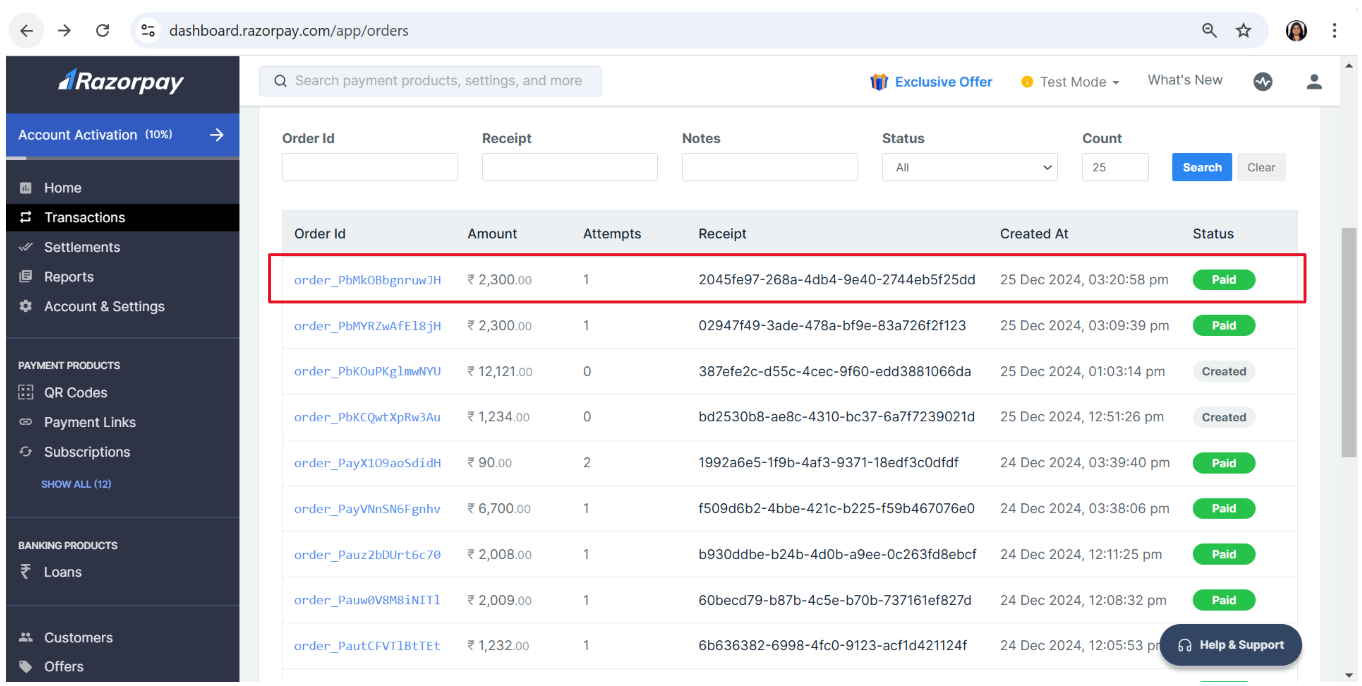 dashboard.razorpay.com/app/orders
Razorpay
Search payment products, settings, and more
Exclusive Offer
Test Mode
What's New
Account Activation (10%)
Home
Transactions
Settlements
Reports
Account & Settings
PAYMENT PRODUCTS
QR Codes
Payment Links
Subscriptions
SHOW ALL (12)
BANKING PRODUCTS
Loans
Customers
Offers
Order Id Receipt Notes Status Count
All 25 Search Clear
Order Id Amount Attempts Receipt Created At Status
order_PbMkOBbgnruwJH ₹ 2,300.00 1 2045fe97-268a-4db4-9e40-2744eb5f25dd 25 Dec 2024, 03:20:58 pm Paid
order_PbMYRZwAfEl8jH ₹ 2,300.00 1 02947f49-3ade-478a-bf9e-83a726f2f123 25 Dec 2024, 03:09:39 pm Paid
order_PbKOuPKglmwNYU ₹ 12,121.00 0 387efe2c-d55c-4cec-9f60-edd3881066da 25 Dec 2024, 01:03:14 pm Created
order_PbKCQwtXpRw3Au ₹ 1,234.00 0 bd2530b8-ae8c-4310-bc37-6a7f7239021d 25 Dec 2024, 12:51:26 pm Created
order_PayX1O9aoSdidH ₹ 90.00 2 1992a6e5-1f9b-4af3-9371-18edf3c0dfdf 24 Dec 2024, 03:39:40 pm Paid
order_PayVNnSN6Fgnhv ₹ 6,700.00 1 f509d6b2-4bbe-421c-b225-f59b467076e0 24 Dec 2024, 03:38:06 pm Paid
order_Pauz2bDUrt6c70 ₹ 2,008.00 1 b930ddbe-b24b-4d0b-a9ee-0c263fd8ebcf 24 Dec 2024, 12:11:25 pm Paid
order_Pauw0V8M8iNITl ₹ 2,009.00 1 60becd79-b87b-4c5e-b70b-737161ef827d 24 Dec 2024, 12:08:32 pm Paid
order_PautCFVTlBtTEt ₹ 1,232.00 1 6b636382-6998-4fc0-9123-acf1d421124f 24 Dec 2024, 12:05:53
Help & Support